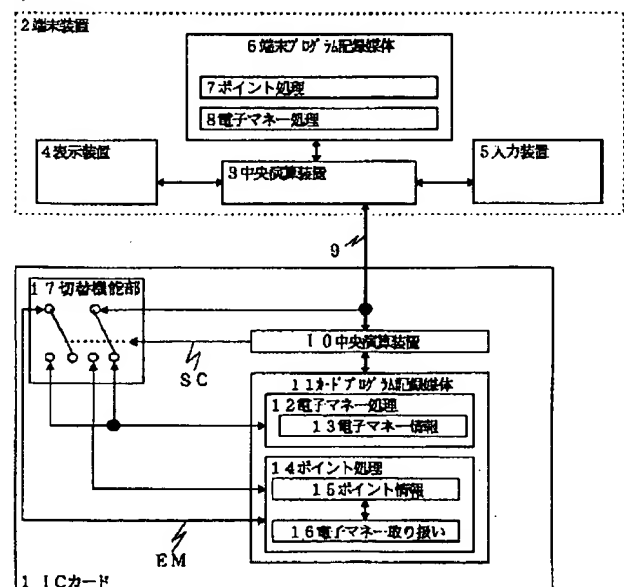 2端末装置
6端末プログラム記録媒体
7ポイント処理
8電子マネー処理
4表示装置
3中央演算装置
5入力装置
9
17切替機能部
10中央演算装置
SC
11カードプログラム記録媒体
12電子マネー処理
13電子マネー情報
14ポイント処理
15ポイント情報
16電子マネー取り扱い
EM
1 ICカード